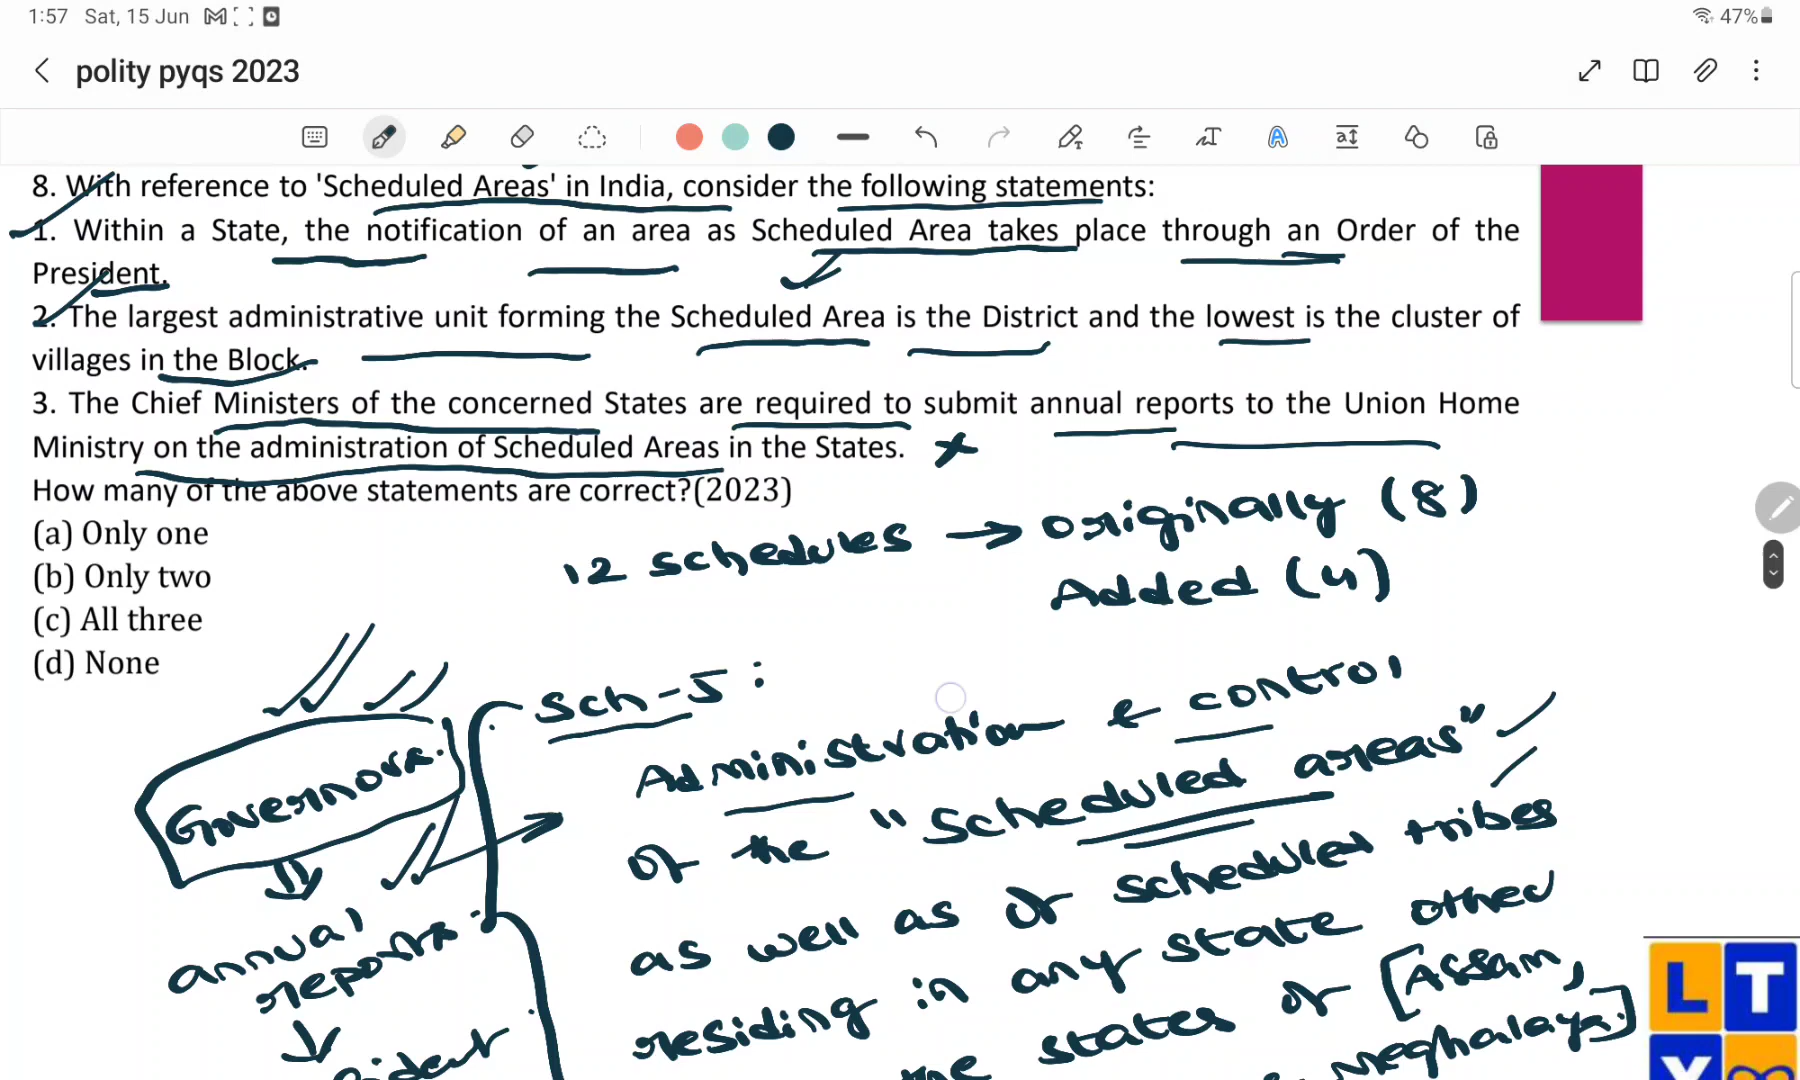 1:57 Sat, 15 Jun 47%
polity pyqs 2023
8. With reference to 'Scheduled Areas' in India, consider the following statements:
1. Within a State, the notification of an area as Scheduled Area takes place through an Order of the
President.
2. The largest administrative unit forming the Scheduled Area is the District and the lowest is the cluster of
villages in the Block.
3. The Chief Ministers of the concerned States are required to submit annual reports to the Union Home
Ministry on the administration of Scheduled Areas in the States.
How many of the above statements are correct?(2023)
(a) Only one
(b) Only two
(c) All three
(d) None
12 schedules → originally (8)
Added (4)
Sch-5:
Administration & control
of the "Scheduled areas"
as well as of scheduled tribes
residing in any state other
states of [Assam,
Meghalaya]
Governors
annual
reports
LT